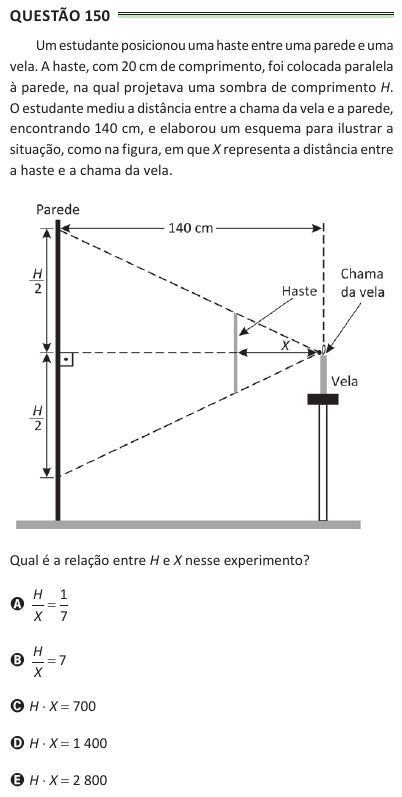 QUESTÃO 150
Um estudante posicionou uma haste entre uma parede e uma
vela. A haste, com 20 cm de comprimento, foi colocada paralela
à parede, na qual projetava uma sombra de comprimento H.
O estudante mediu a distância entre a chama da vela e a parede,
encontrando 140 cm, e elaborou um esquema para ilustrar a
situação, como na figura, em que X representa a distância entre
a haste e a chama da vela.
Parede
140 cm
H/2
Haste
Chama
da vela
X
Vela
H/2
Qual é a relação entre H e X nesse experimento?
A H/X = 1/7
B H/X = 7
C H · X = 700
D H · X = 1 400
E H · X = 2 800